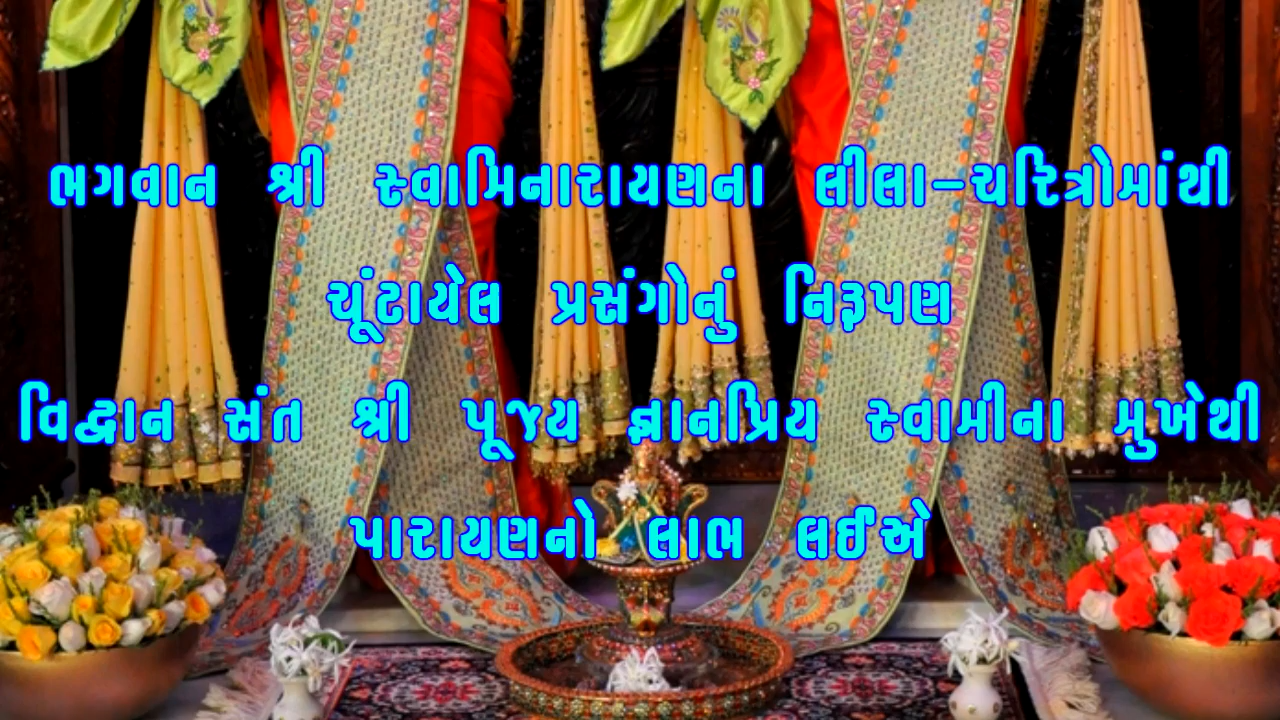 ભગવાન શ્રી સ્વામિનારાયણના લીલા-ચરિત્રોમાંથી
ચૂંટાયેલ પ્રસંગોનું નિરૂપણ
વિદ્વાન સંત શ્રી પૂજ્ય જ્ઞાનપ્રિય સ્વામીના મુખેથી
પારાયણનો લાભ લઈએ